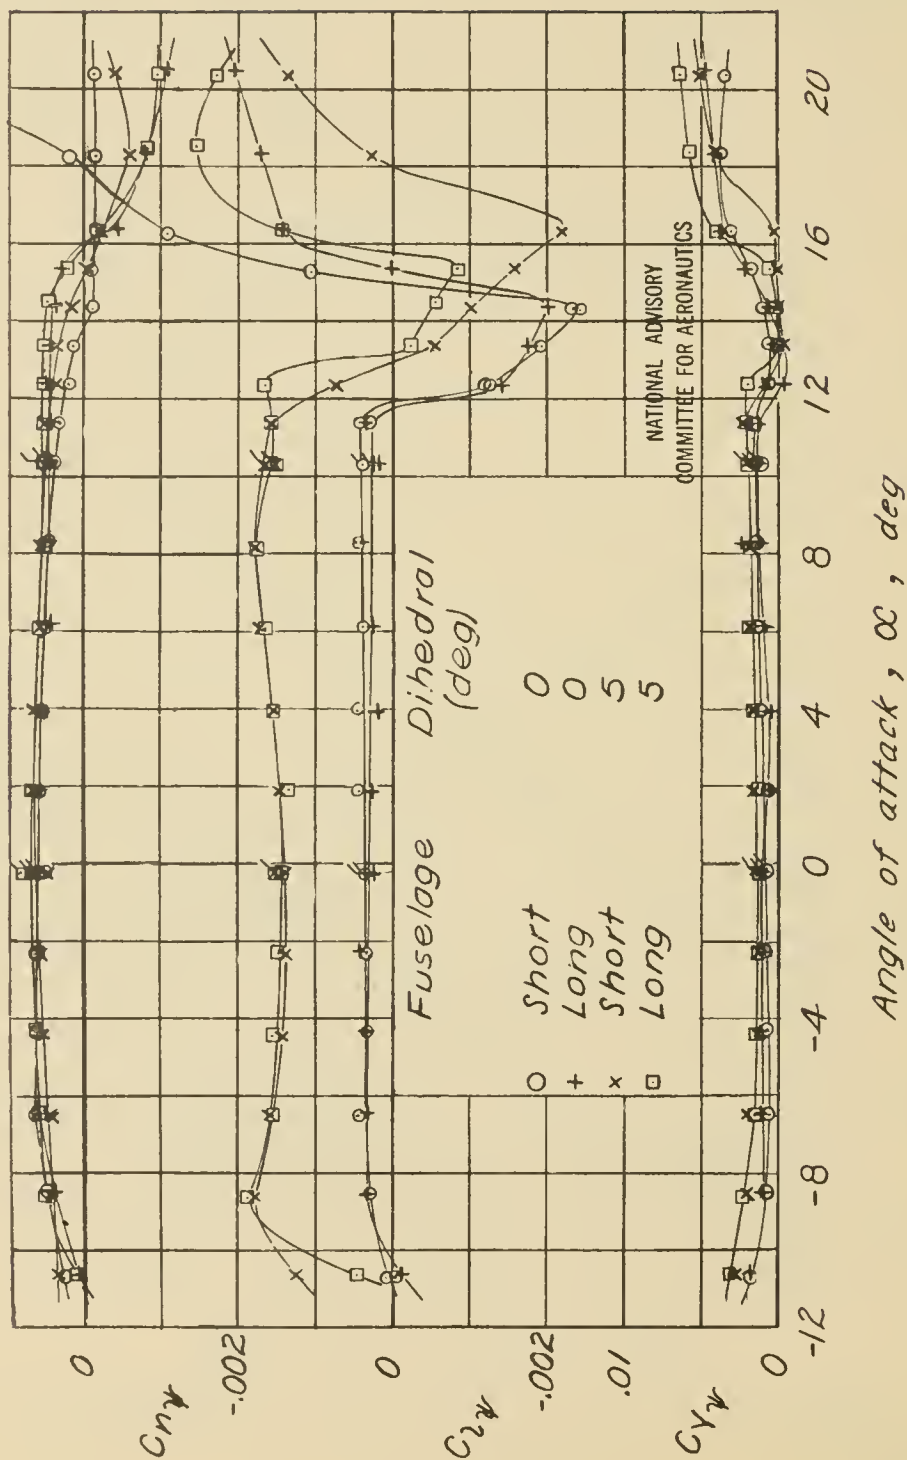 Cnψ
0
-.002
Clψ
0
-.002
CYψ
.01
0
Fuselage Dihedral
(deg)
○ Short 0
+ Long 0
× Short 5
□ Long 5
NATIONAL ADVISORY
COMMITTEE FOR AERONAUTICS
-12 -8 -4 0 4 8 12 16 20
Angle of attack, α, deg